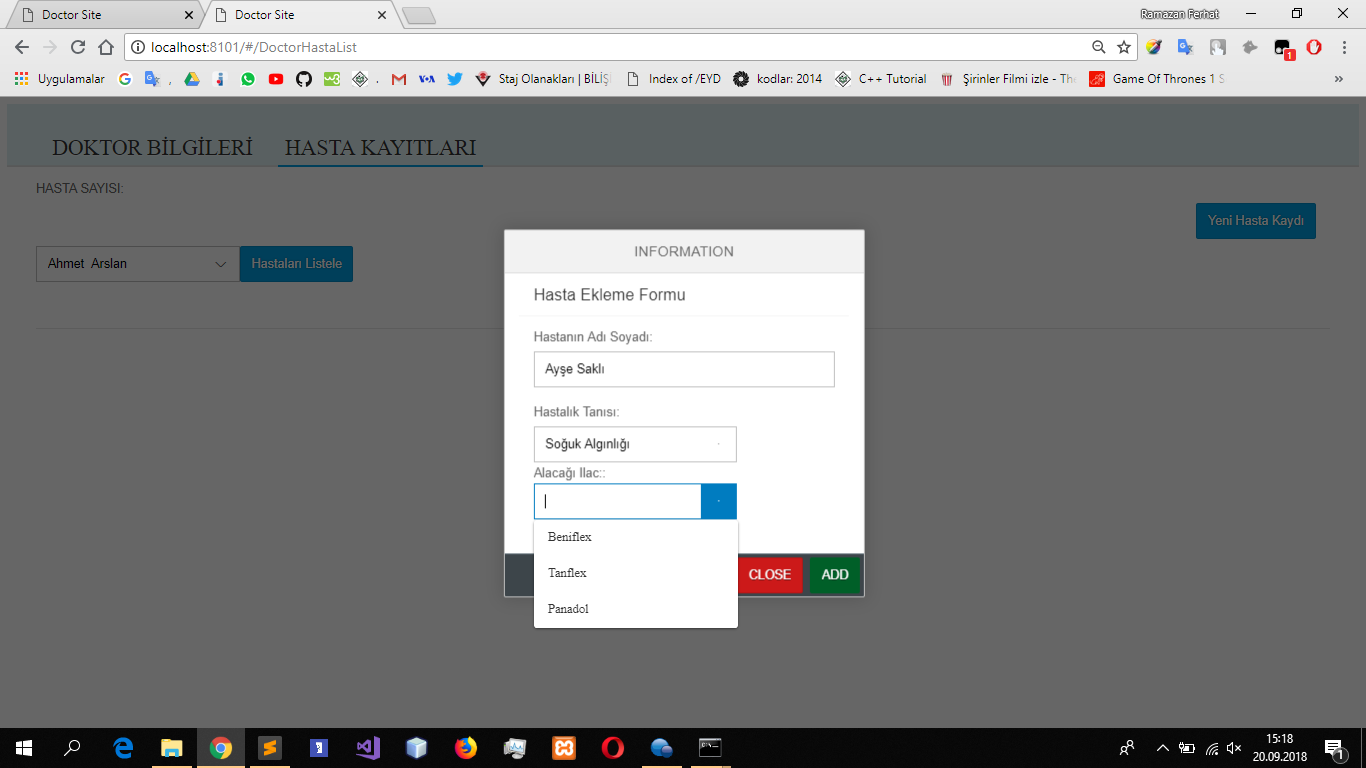 Doctor Site
Doctor Site
Ramazan Ferhat
localhost:8101/#/DoctorHastaList
Uygulamalar
Staj Olanakları | BİLİŞ
Index of /EYD
kodlar: 2014
C++ Tutorial
Şirinler Filmi izle - The
Game Of Thrones 1 S
DOKTOR BİLGİLERİ
HASTA KAYITLARI
HASTA SAYISI:
Yeni Hasta Kaydı
Ahmet Arslan
Hastaları Listele
INFORMATION
Hasta Ekleme Formu
Hastanın Adı Soyadı:
Ayşe Saklı
Hastalık Tanısı:
Soğuk Algınlığı
Alacağı Ilac::
Beniflex
Tanflex
Panadol
CLOSE
ADD
15:18
20.09.2018
1